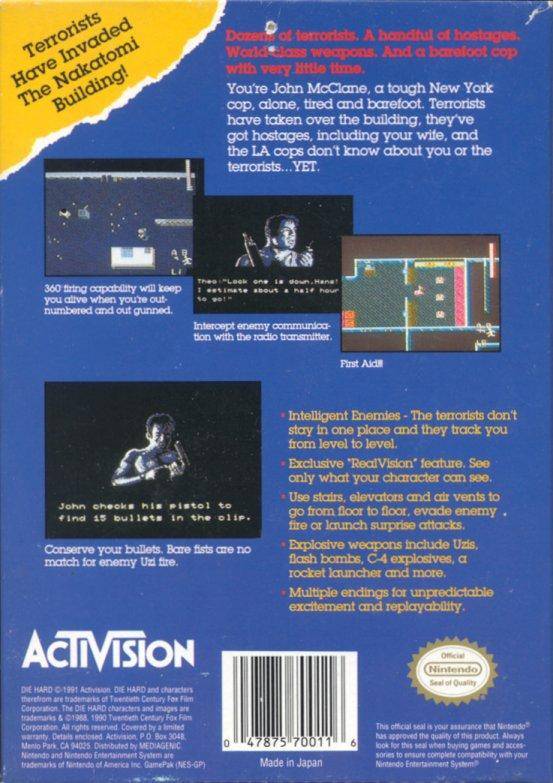 Terrorists
Have Invaded
The Nakatomi
Building!
Dozens of terrorists. A handful of hostages.
World-class weapons. And a barefoot cop
with very little time.
You're John McClane, a tough New York
cop, alone, tired and barefoot. Terrorists
have taken over the building, they've
got hostages, including your wife, and
the LA cops don't know about you or the
terrorists...YET.
360° firing capability will keep
you alive when you're out-
numbered and out gunned.
Theo:"Lock one is down,Hans!
I estimate about a half hour
to go!"
Intercept enemy communica-
tion with the radio transmitter.
First Aid!!!
John checks his pistol to
find 15 bullets in the clip.
Conserve your bullets. Bare fists are no
match for enemy Uzi fire.
• Intelligent Enemies - The terrorists don't
stay in one place and they track you
from level to level.
• Exclusive "RealVision" feature. See
only what your character can see.
• Use stairs, elevators and air vents to
go from floor to floor, evade enemy
fire or launch surprise attacks.
• Explosive weapons include Uzis,
flash bombs, C-4 explosives, a
rocket launcher and more.
• Multiple endings for unpredictable
excitement and replayability.
ACTIVISION
DIE HARD ©1991 Activision. DIE HARD and characters
therefrom are trademarks of Twentieth Century Fox Film
Corporation. The DIE HARD characters and images are
trademarks & ©1988, 1990 Twentieth Century Fox Film
Corporation. All rights reserved. Covered by a limited
warranty. Details enclosed. Activision, P.O. Box 3048,
Menlo Park, CA 94025. Distributed by MEDIAGENIC.
Nintendo and Nintendo Entertainment System are
trademarks of Nintendo of America Inc. GamePak (NES-GP)
0 47875 70011 6
Made in Japan
Official
Nintendo
Seal of Quality
This official seal is your assurance that Nintendo®
has approved the quality of this product. Always
look for this seal when buying games and acces-
sories to ensure complete compatibility with your
Nintendo Entertainment System®